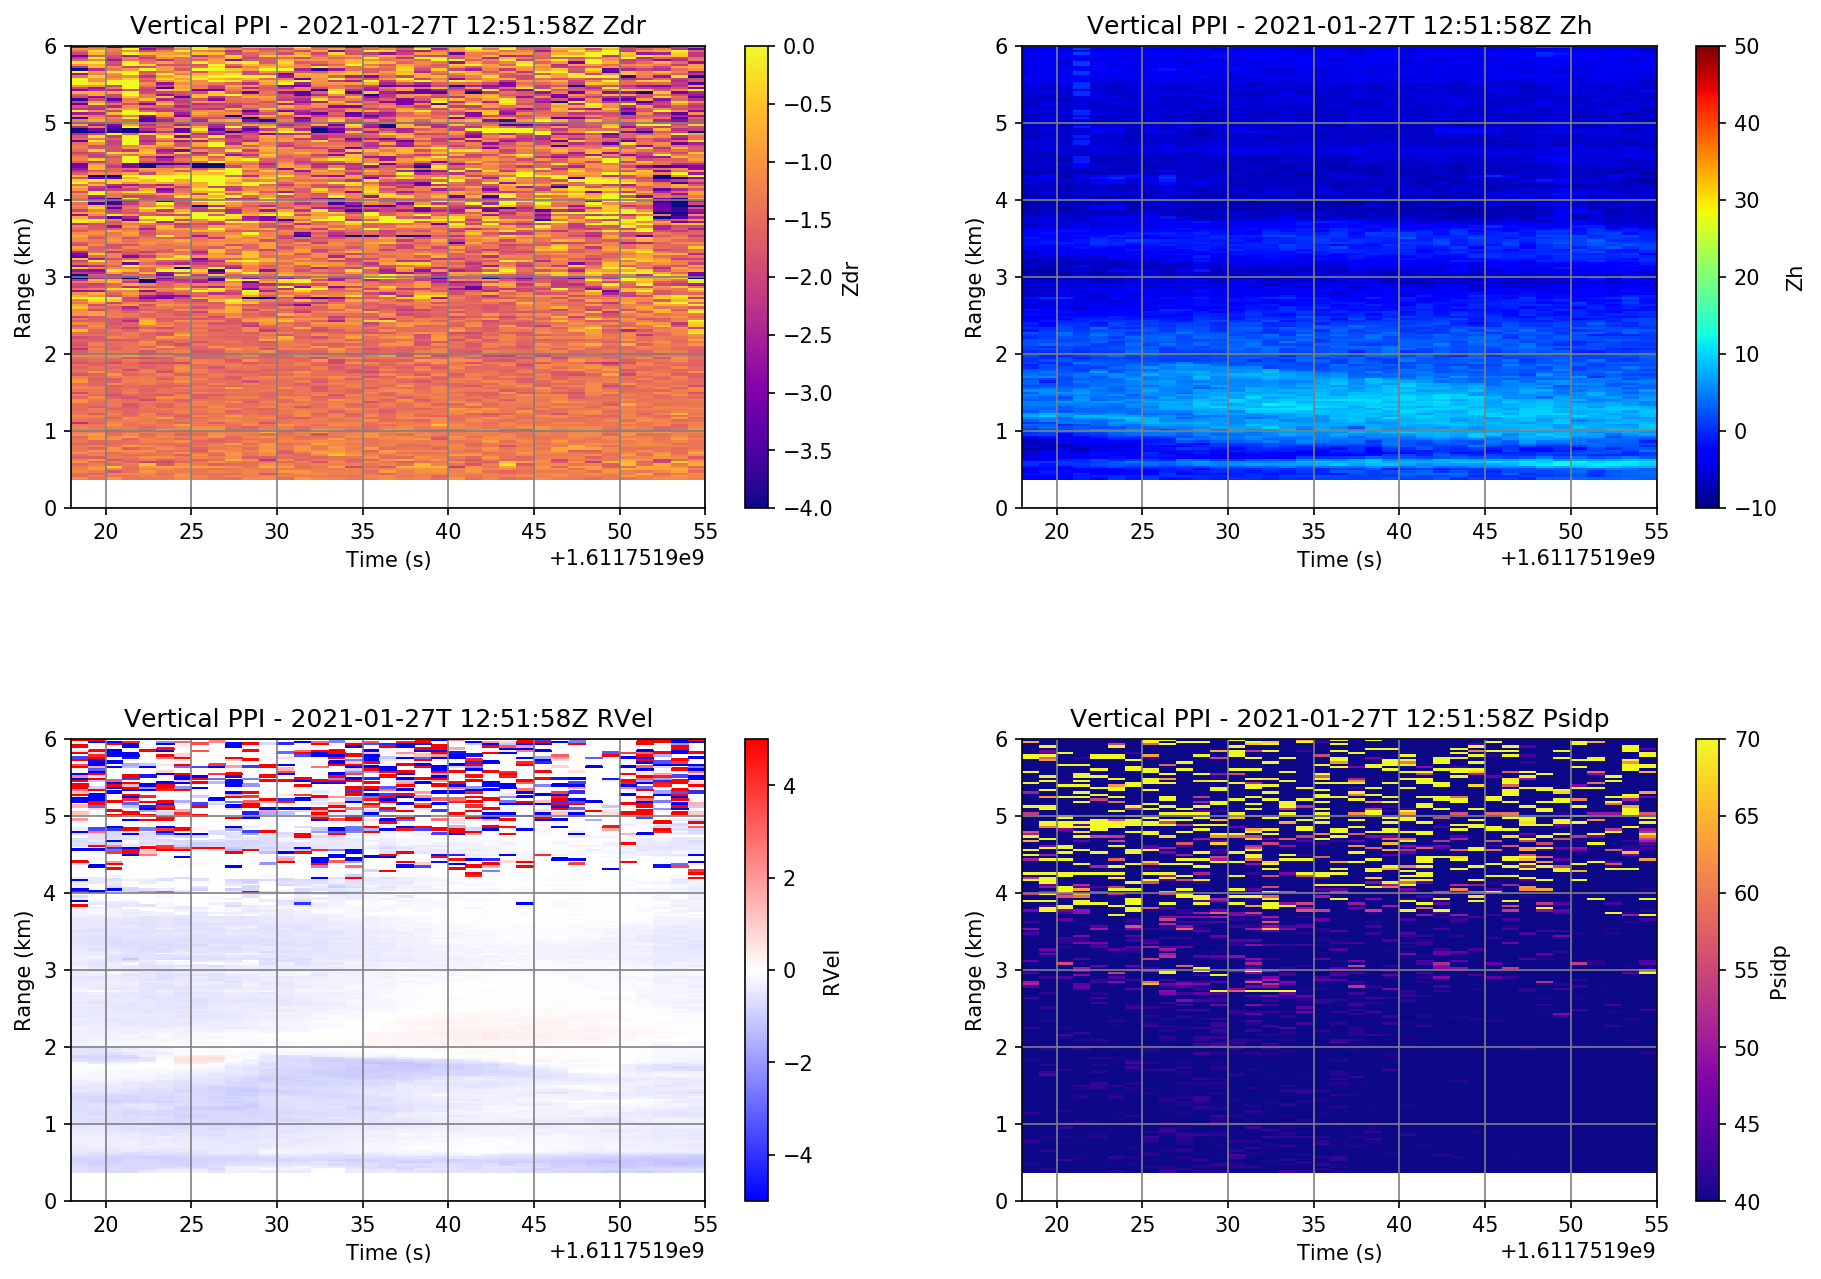 Vertical PPI - 2021-01-27T 12:51:58Z Zdr
6
5
4
3
2
1
0
Range (km)
20 25 30 35 40 45 50 55
Time (s)
+1.6117519e9
0.0
−0.5
−1.0
−1.5
−2.0
−2.5
−3.0
−3.5
−4.0
Zdr
Vertical PPI - 2021-01-27T 12:51:58Z Zh
6
5
4
3
2
1
0
Range (km)
20 25 30 35 40 45 50 55
Time (s)
+1.6117519e9
50
40
30
20
10
0
−10
Zh
Vertical PPI - 2021-01-27T 12:51:58Z RVel
6
5
4
3
2
1
0
Range (km)
20 25 30 35 40 45 50 55
Time (s)
+1.6117519e9
4
2
0
−2
−4
RVel
Vertical PPI - 2021-01-27T 12:51:58Z Psidp
6
5
4
3
2
1
0
Range (km)
20 25 30 35 40 45 50 55
Time (s)
+1.6117519e9
70
65
60
55
50
45
40
Psidp